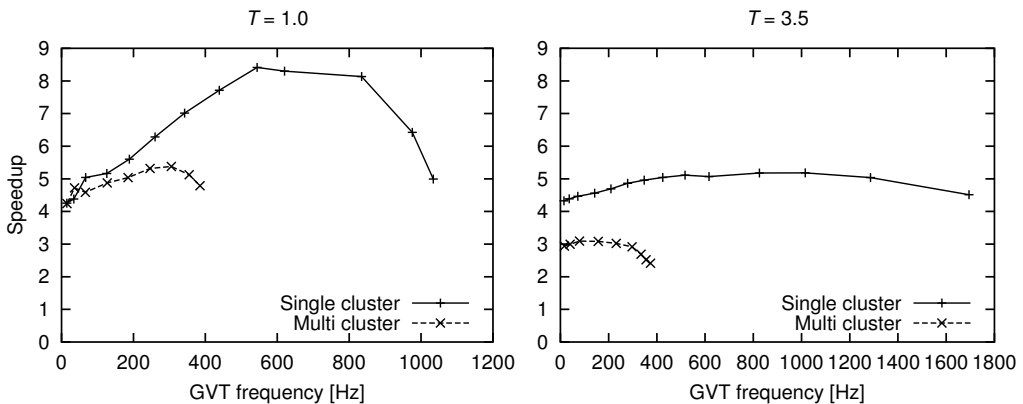 T = 1.0
9
8
7
6
5
4
3
2
1
0
Speedup
Single cluster
Multi cluster
0 200 400 600 800 1000 1200
GVT frequency [Hz]
T = 3.5
9
8
7
6
5
4
3
2
1
0
Single cluster
Multi cluster
0 200 400 600 800 1000 1200 1400 1600 1800
GVT frequency [Hz]